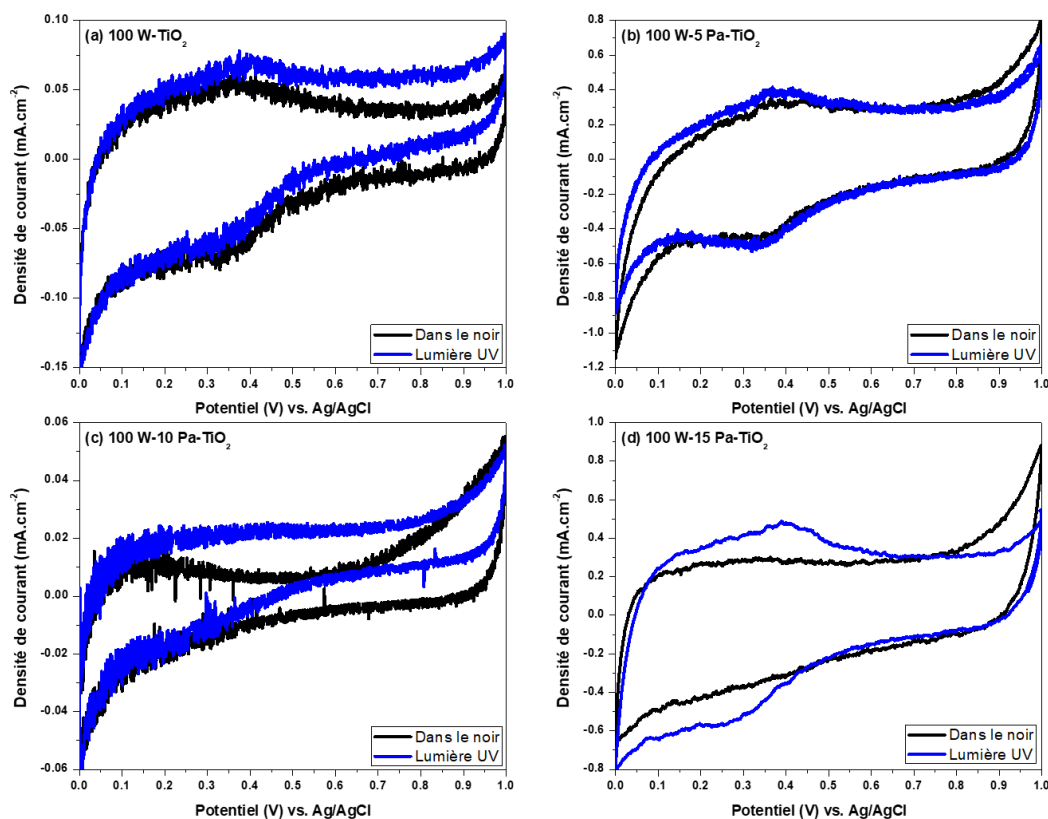 (a) 100 W-TiO₂
Densité de courant (mA.cm⁻²)
0.10
0.05
0.00
-0.05
-0.10
-0.15
0.0 0.1 0.2 0.3 0.4 0.5 0.6 0.7 0.8 0.9 1.0
Potentiel (V) vs. Ag/AgCl
Dans le noir
Lumière UV
(b) 100 W-5 Pa-TiO₂
Densité de courant (mA.cm⁻²)
0.8
0.6
0.4
0.2
0.0
-0.2
-0.4
-0.6
-0.8
-1.0
-1.2
0.0 0.1 0.2 0.3 0.4 0.5 0.6 0.7 0.8 0.9 1.0
Potentiel (V) vs. Ag/AgCl
Dans le noir
Lumière UV
(c) 100 W-10 Pa-TiO₂
Densité de courant (mA.cm⁻²)
0.06
0.04
0.02
0.00
-0.02
-0.04
-0.06
0.0 0.1 0.2 0.3 0.4 0.5 0.6 0.7 0.8 0.9 1.0
Potentiel (V) vs. Ag/AgCl
Dans le noir
Lumière UV
(d) 100 W-15 Pa-TiO₂
Densité de courant (mA.cm⁻²)
1.0
0.8
0.6
0.4
0.2
0.0
-0.2
-0.4
-0.6
-0.8
0.0 0.1 0.2 0.3 0.4 0.5 0.6 0.7 0.8 0.9 1.0
Potentiel (V) vs. Ag/AgCl
Dans le noir
Lumière UV